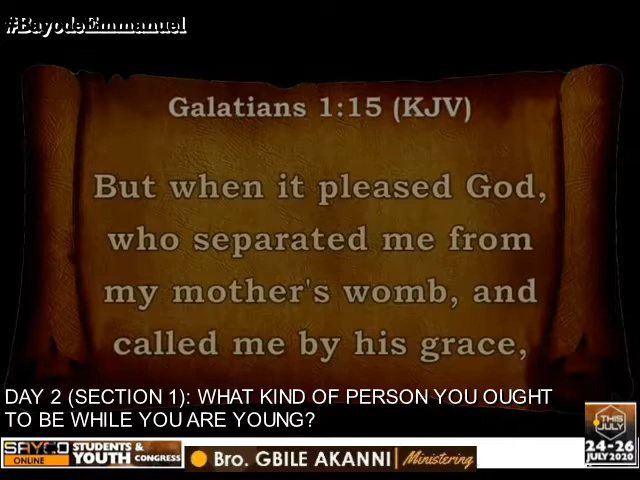 #BayodeEmmanuel
Galatians 1:15 (KJV)
But when it pleased God,
who separated me from
my mother's womb, and
called me by his grace,
DAY 2 (SECTION 1): WHAT KIND OF PERSON YOU OUGHT
TO BE WHILE YOU ARE YOUNG?
SAYCO ONLINE
STUDENTS &
YOUTH CONGRESS
Bro. GBILE AKANNI Ministering
THIS
JULY
24-26
JULY 2020